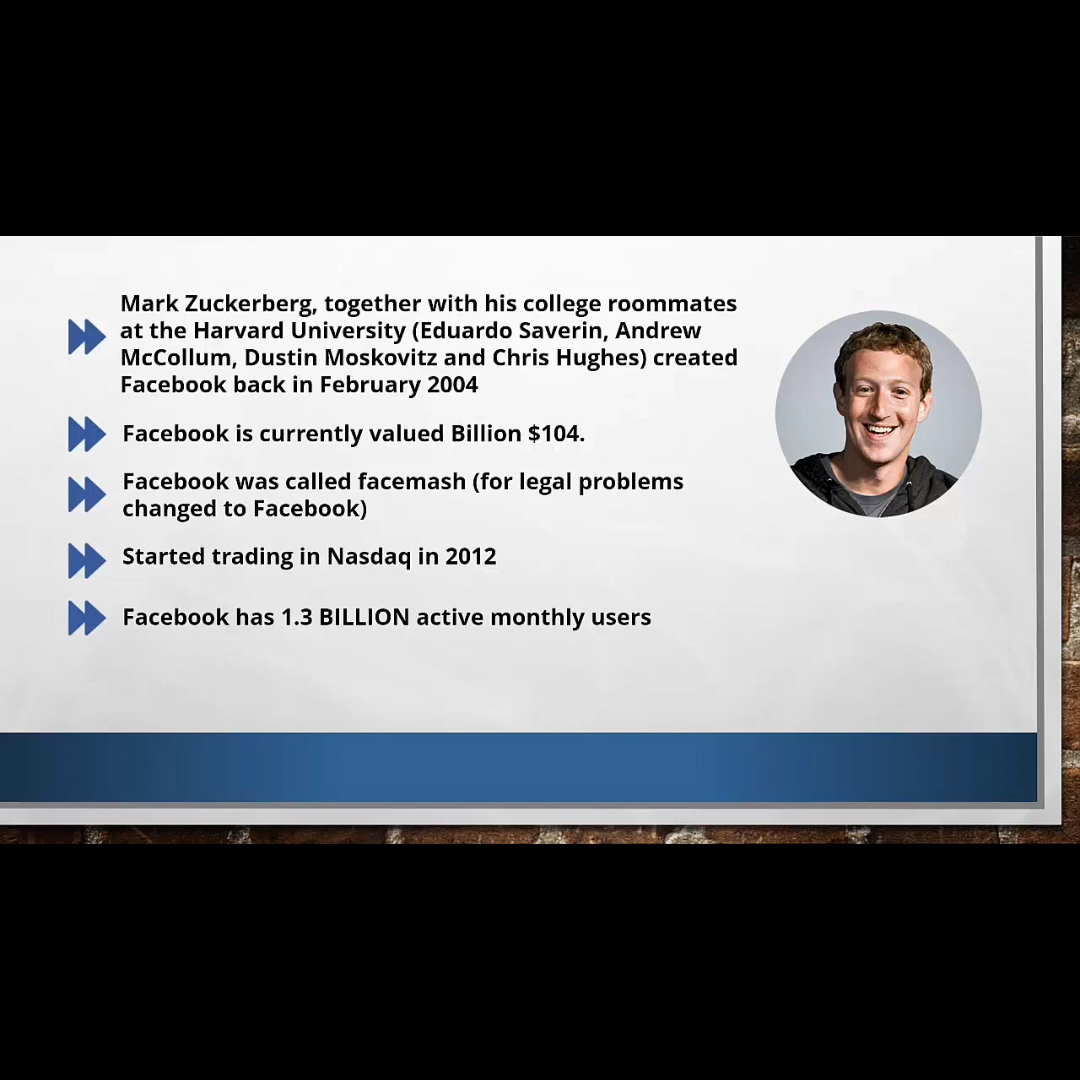 Mark Zuckerberg, together with his college roommates
at the Harvard University (Eduardo Saverin, Andrew
McCollum, Dustin Moskovitz and Chris Hughes) created
Facebook back in February 2004
Facebook is currently valued Billion $104.
Facebook was called facemash (for legal problems
changed to Facebook)
Started trading in Nasdaq in 2012
Facebook has 1.3 BILLION active monthly users